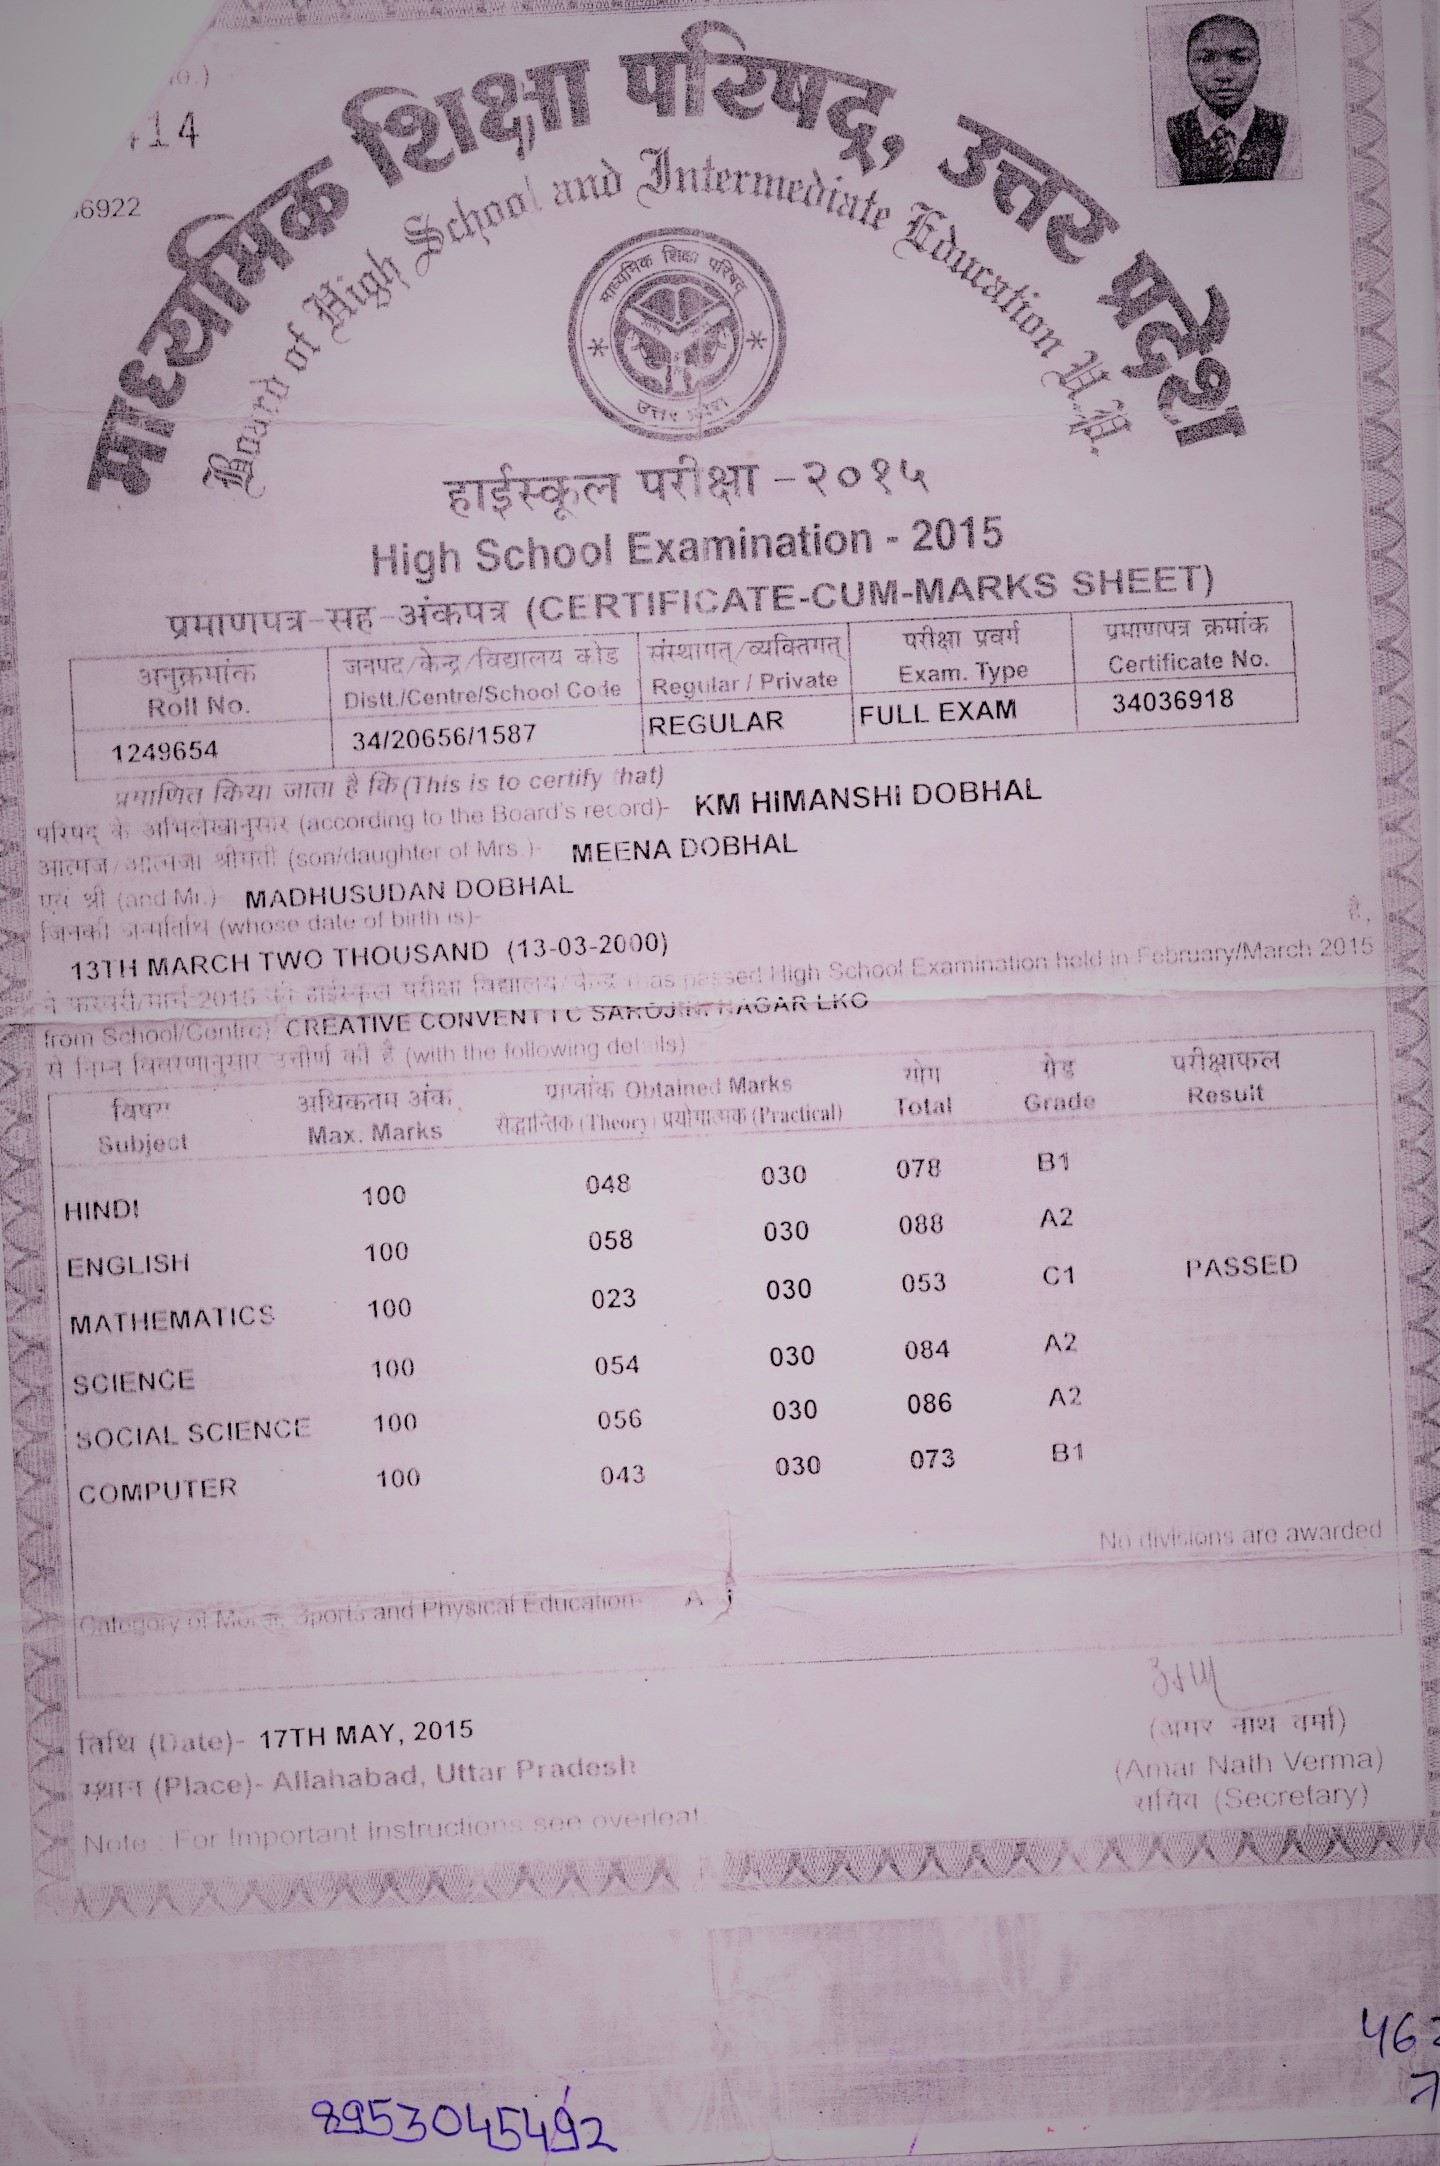 o.)
414
6922
माध्यमिक शिक्षा परिषद्, उत्तर प्रदेश
Board of High School and Intermediate Education U.P.
माध्यमिक शिक्षा परिषद्
उत्तर प्रदेश
हाईस्कूल परीक्षा –२०१५
High School Examination - 2015
प्रमाणपत्र-सह-अंकपत्र (CERTIFICATE-CUM-MARKS SHEET)
अनुक्रमांक जनपद/केन्द्र/विद्यालय कोड संस्थागत/व्यक्तिगत परीक्षा प्रवर्ग प्रमाणपत्र क्रमांक
Roll No. Distt./Centre/School Code Regular / Private Exam. Type Certificate No.
1249654 34/20656/1587 REGULAR FULL EXAM 34036918
प्रमाणित किया जाता है कि (This is to certify that)
परिषद् के अभिलेखानुसार (according to the Board's record)- KM HIMANSHI DOBHAL
आत्मज/आत्मजा श्रीमती (son/daughter of Mrs.)- MEENA DOBHAL
एवं श्री (and Mr.)- MADHUSUDAN DOBHAL
जिनकी जन्मतिथि (whose date of birth is)-
13TH MARCH TWO THOUSAND (13-03-2000) है,
ने फरवरी/मार्च-2015 की हाईस्कूल परीक्षा विद्यालय/केन्द्र (has passed High School Examination held in February/March 2015
from School/Centre) CREATIVE CONVENT I C SAROJINI NAGAR LKO
से निम्न विवरणानुसार उत्तीर्ण की है (with the following details)
विषय अधिकतम अंक प्राप्तांक Obtained Marks योग ग्रेड परीक्षाफल
Subject Max. Marks सैद्धान्तिक (Theory) प्रयोगात्मक (Practical) Total Grade Result
HINDI 100 048 030 078 B1
ENGLISH 100 058 030 088 A2
MATHEMATICS 100 023 030 053 C1 PASSED
SCIENCE 100 054 030 084 A2
SOCIAL SCIENCE 100 056 030 086 A2
COMPUTER 100 043 030 073 B1
No divisions are awarded
Category of Moral, Sports and Physical Education- A
तिथि (Date)- 17TH MAY, 2015
स्थान (Place)- Allahabad, Uttar Pradesh
(अमर नाथ वर्मा)
(Amar Nath Verma)
सचिव (Secretary)
Note : For Important Instructions see overleaf.
462
7
8953045492